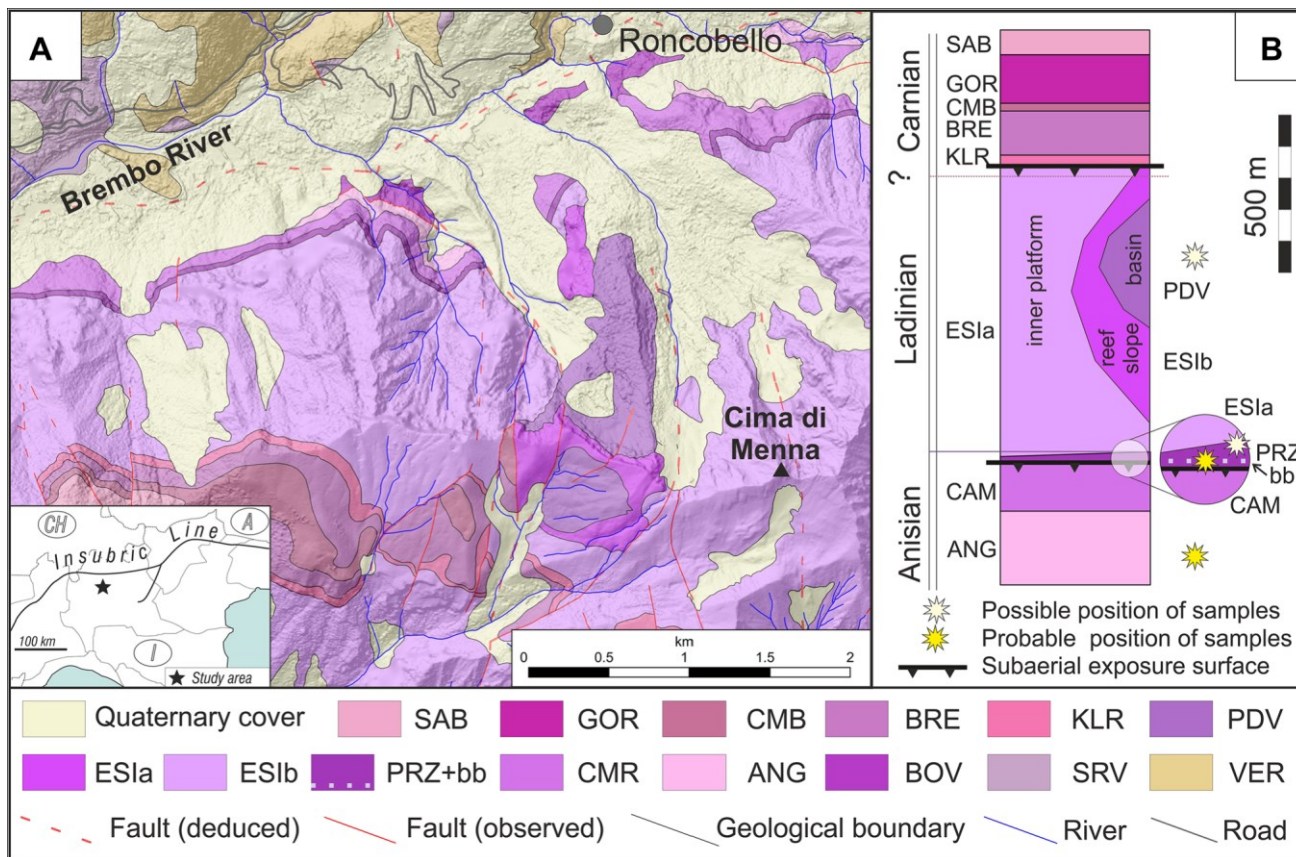 A
Roncobello
Brembo River
Cima di
Menna
CH
A
Insubric Line
100 km
I
Study area
km
0 0.5 1 1.5 2
B
Carnian
?
Ladinian
Anisian
SAB
GOR
CMB
BRE
KLR
ESIa
CAM
ANG
inner platform
reef
slope
basin
PDV
ESIb
ESIa
PRZ
bb
CAM
500 m
Possible position of samples
Probable position of samples
Subaerial exposure surface
Quaternary cover SAB GOR CMB BRE KLR PDV
ESIa ESIb PRZ+bb CMR ANG BOV SRV VER
Fault (deduced) Fault (observed) Geological boundary River Road